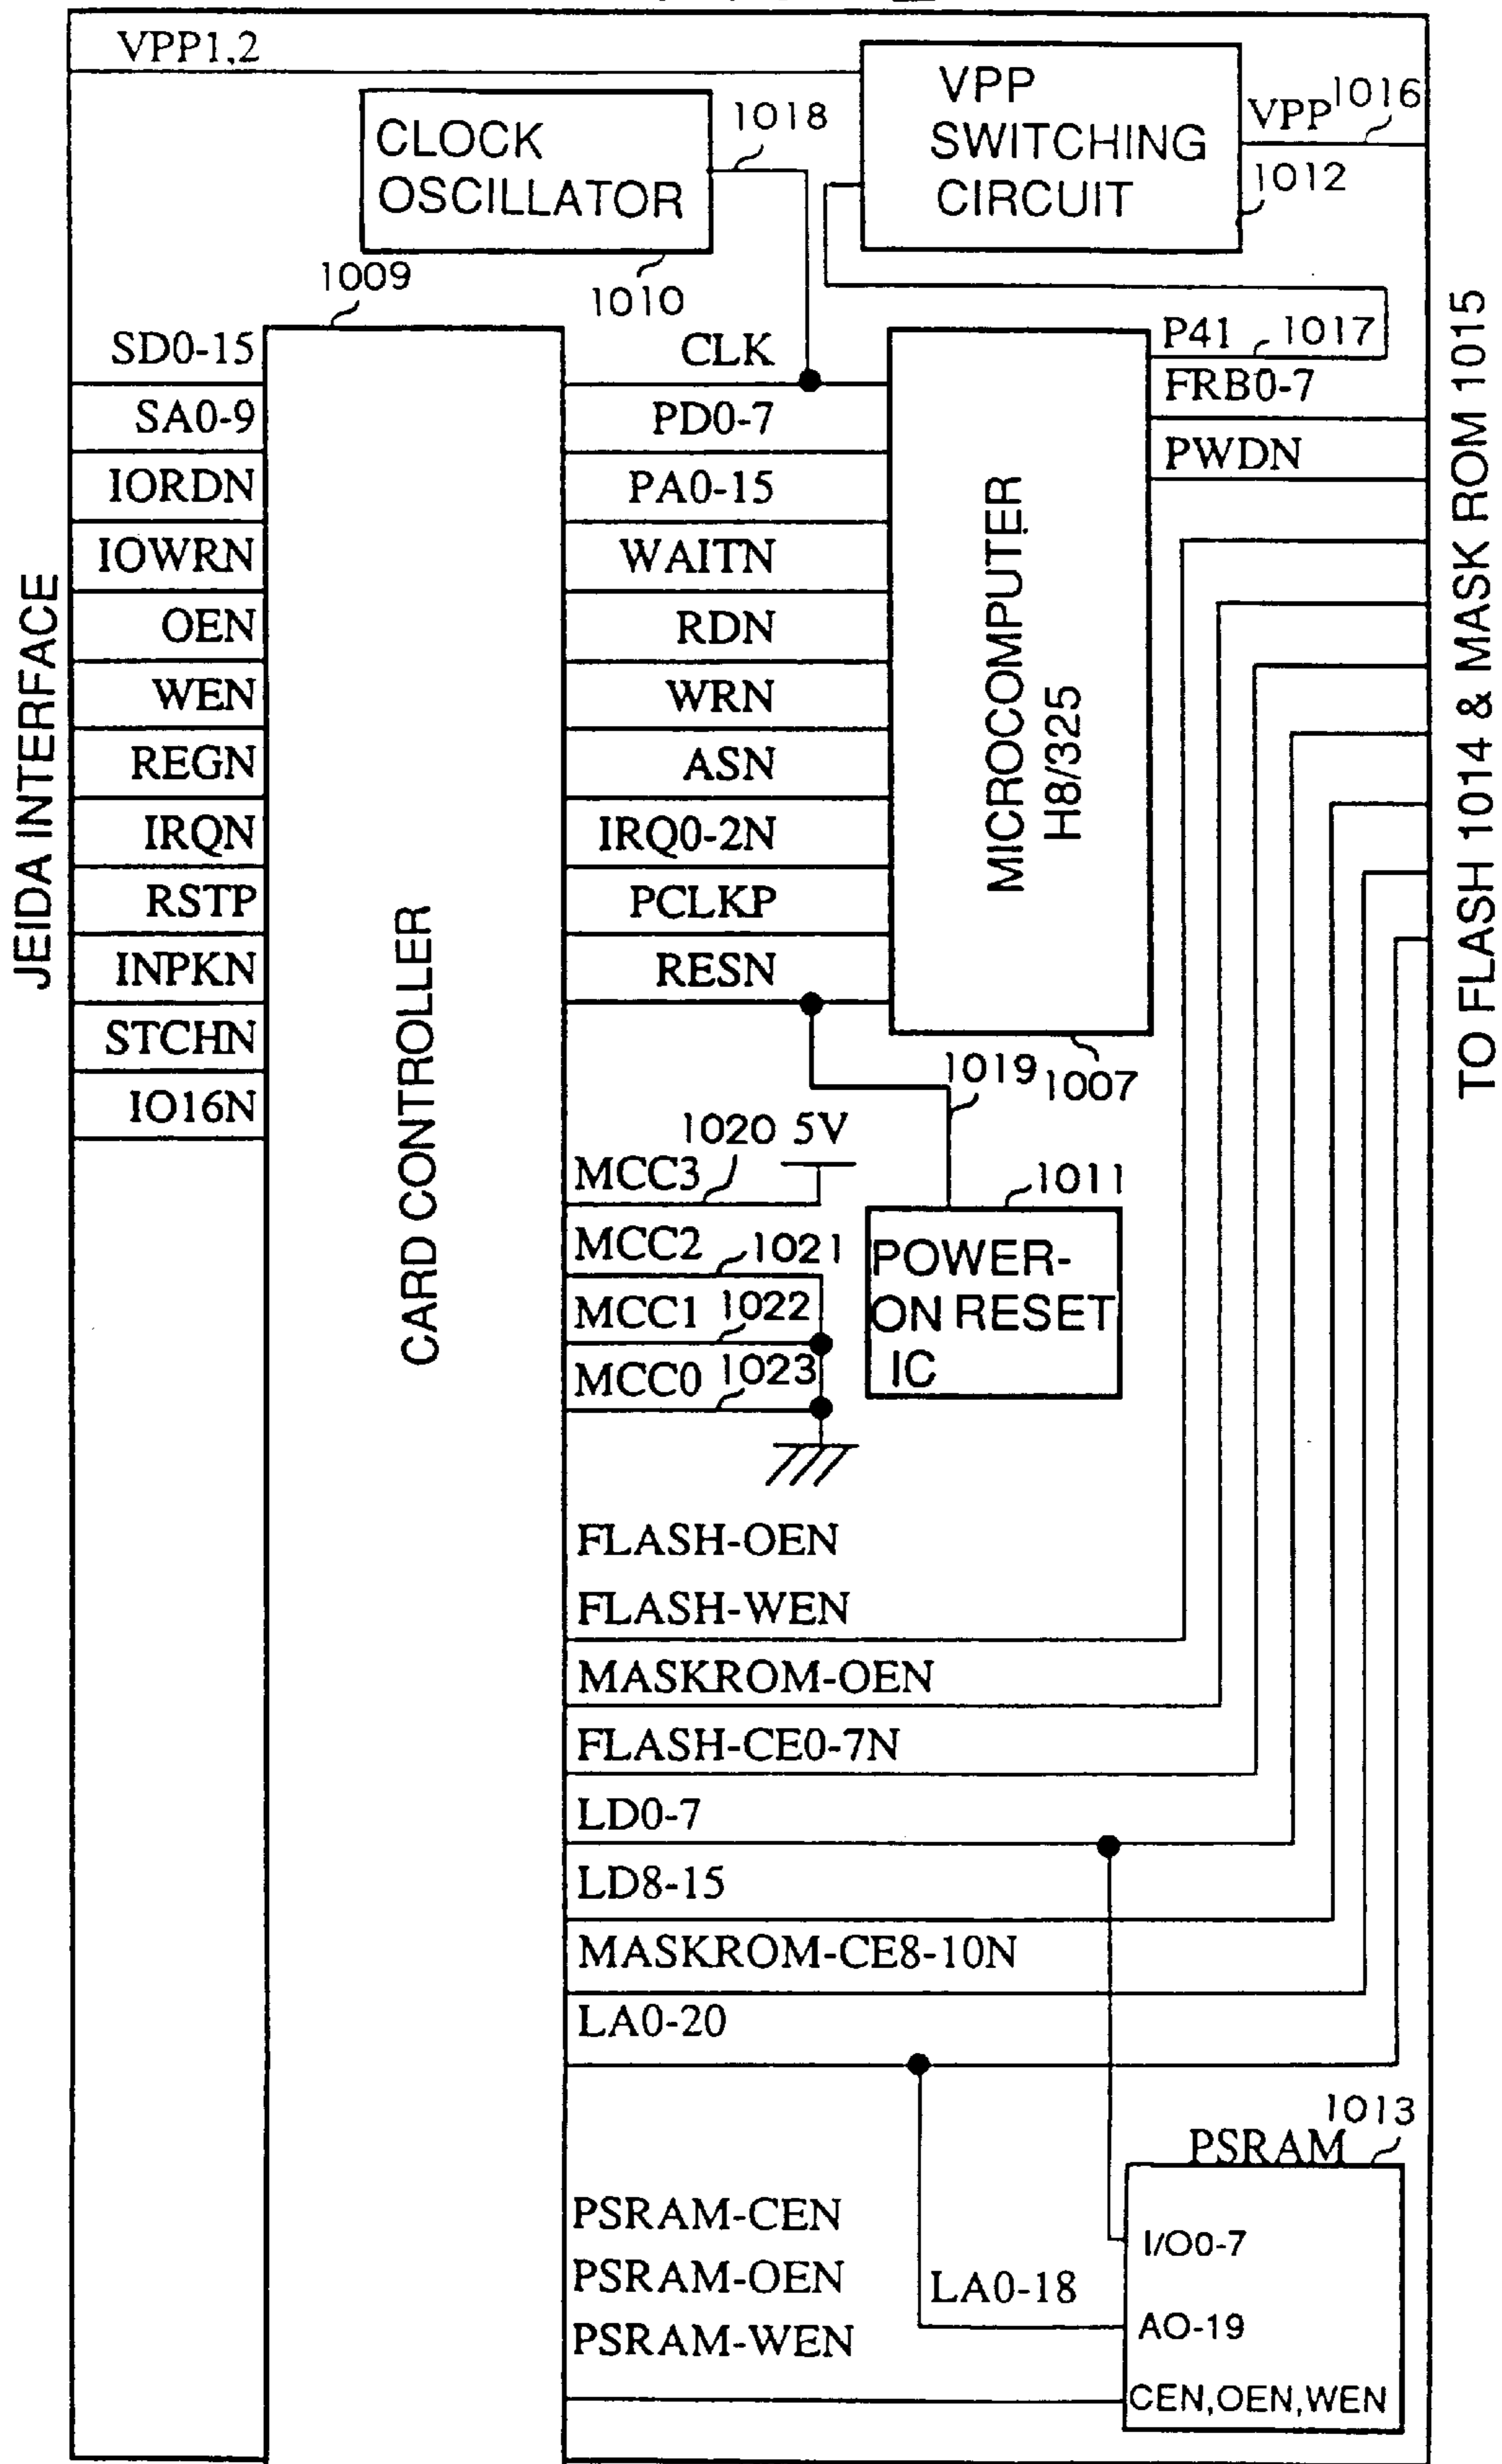 VPP1,2
CLOCK
OSCILLATOR
1018
1010
VPP
SWITCHING
CIRCUIT
VPP 1016
1012
1009
JEIDA INTERFACE
SD0-15
SA0-9
IORDN
IOWRN
OEN
WEN
REGN
IRQN
RSTP
INPKN
STCHN
IO16N
CARD CONTROLLER
CLK
PD0-7
PA0-15
WAITN
RDN
WRN
ASN
IRQ0-2N
PCLKP
RESN
MICROCOMPUTER
H8/325
P41 1017
FRB0-7
PWDN
TO FLASH 1014 & MASK ROM 1015
1019
1007
1020 5V
MCC3
MCC2 1021
MCC1 1022
MCC0 1023
1011
POWER-
ON RESET
IC
FLASH-OEN
FLASH-WEN
MASKROM-OEN
FLASH-CE0-7N
LD0-7
LD8-15
MASKROM-CE8-10N
LA0-20
1013
PSRAM
PSRAM-CEN
PSRAM-OEN
PSRAM-WEN
LA0-18
I/O0-7
AO-19
CEN,OEN,WEN